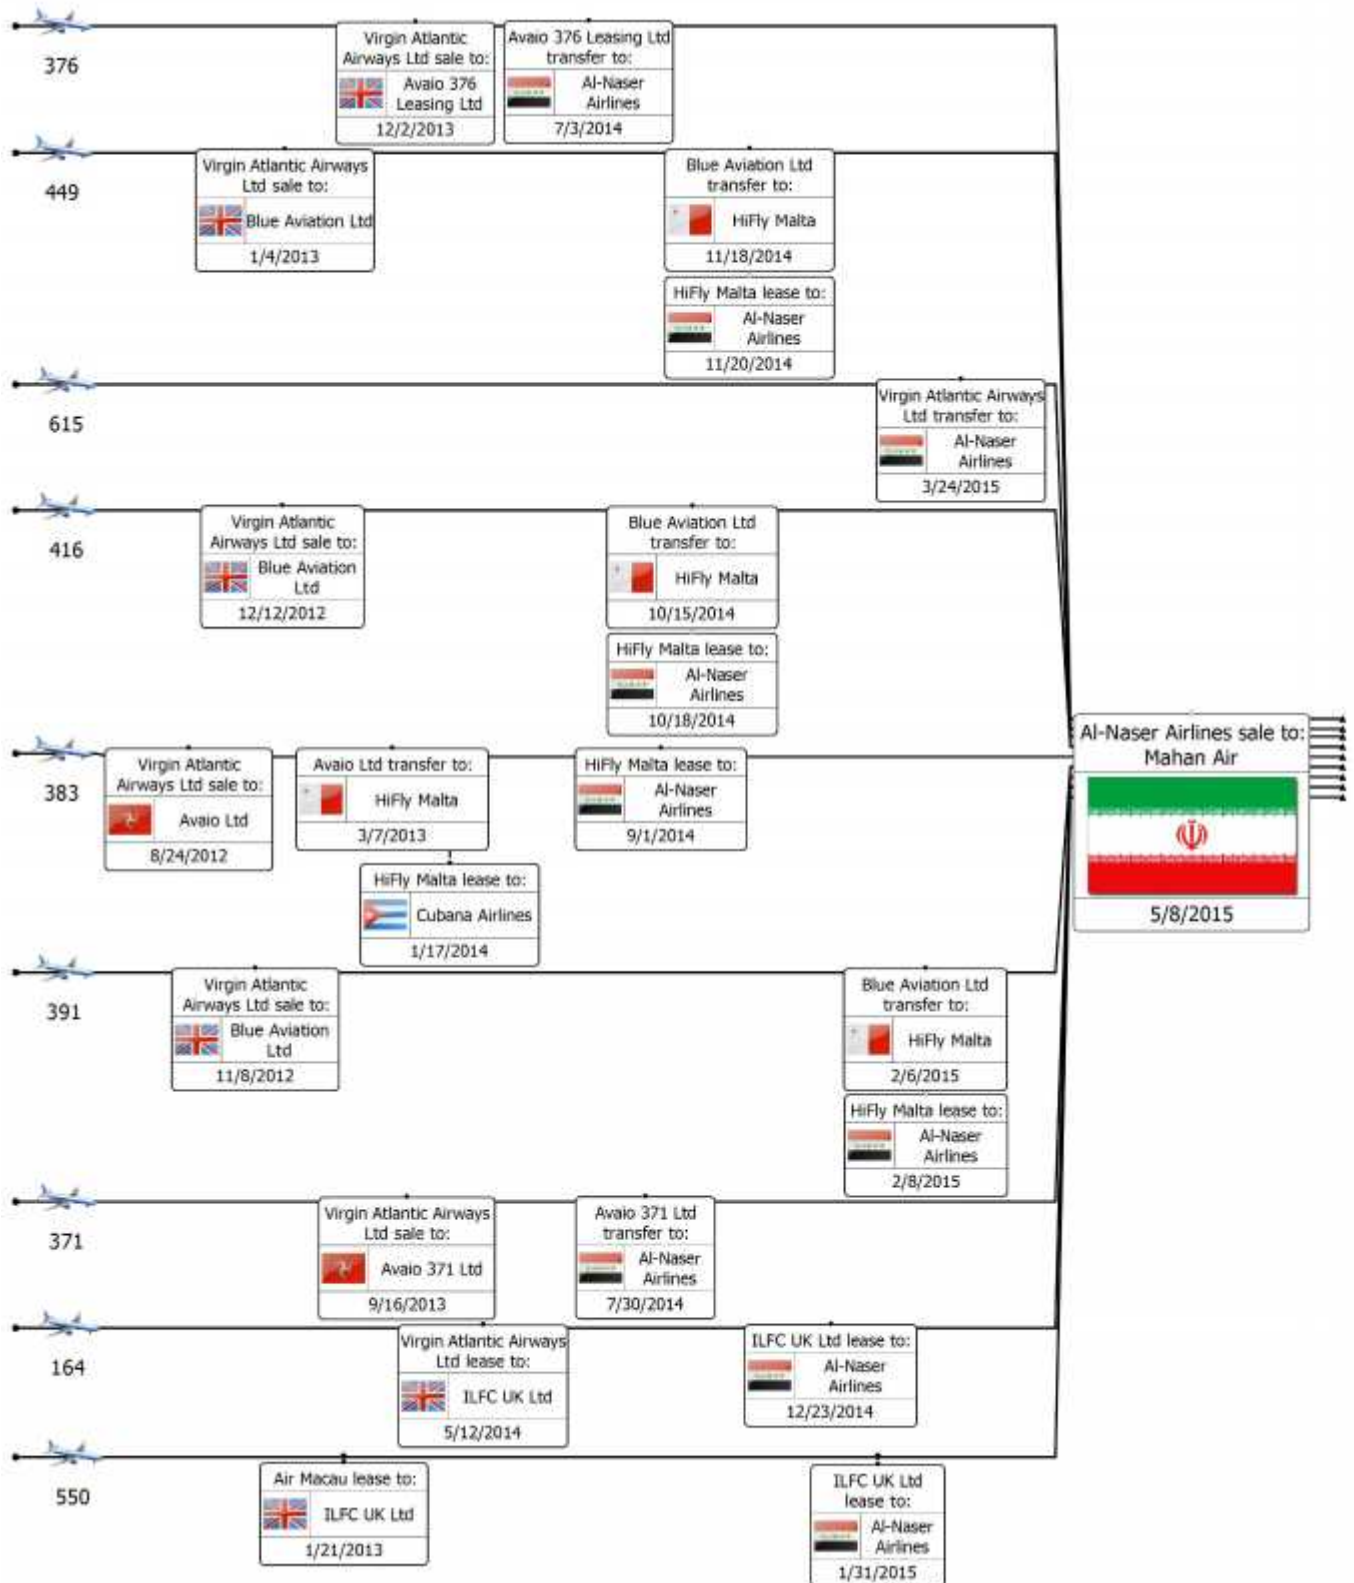 376
Virgin Atlantic
Airways Ltd sale to:
Avaio 376
Leasing Ltd
12/2/2013
Avaio 376 Leasing Ltd
transfer to:
Al-Naser
Airlines
7/3/2014
449
Virgin Atlantic Airways
Ltd sale to:
Blue Aviation Ltd
1/4/2013
Blue Aviation Ltd
transfer to:
HiFly Malta
11/18/2014
HiFly Malta lease to:
Al-Naser
Airlines
11/20/2014
615
Virgin Atlantic Airways
Ltd transfer to:
Al-Naser
Airlines
3/24/2015
416
Virgin Atlantic
Airways Ltd sale to:
Blue Aviation
Ltd
12/12/2012
Blue Aviation Ltd
transfer to:
HiFly Malta
10/15/2014
HiFly Malta lease to:
Al-Naser
Airlines
10/18/2014
383
Virgin Atlantic
Airways Ltd sale to:
Avaio Ltd
8/24/2012
Avaio Ltd transfer to:
HiFly Malta
3/7/2013
HiFly Malta lease to:
Cubana Airlines
1/17/2014
HiFly Malta lease to:
Al-Naser
Airlines
9/1/2014
Al-Naser Airlines sale to:
Mahan Air
5/8/2015
391
Virgin Atlantic
Airways Ltd sale to:
Blue Aviation
Ltd
11/8/2012
Blue Aviation Ltd
transfer to:
HiFly Malta
2/6/2015
HiFly Malta lease to:
Al-Naser
Airlines
2/8/2015
371
Virgin Atlantic Airways
Ltd sale to:
Avaio 371 Ltd
9/16/2013
Avaio 371 Ltd
transfer to:
Al-Naser
Airlines
7/30/2014
164
Virgin Atlantic Airways
Ltd lease to:
ILFC UK Ltd
5/12/2014
ILFC UK Ltd lease to:
Al-Naser
Airlines
12/23/2014
550
Air Macau lease to:
ILFC UK Ltd
1/21/2013
ILFC UK Ltd
lease to:
Al-Naser
Airlines
1/31/2015